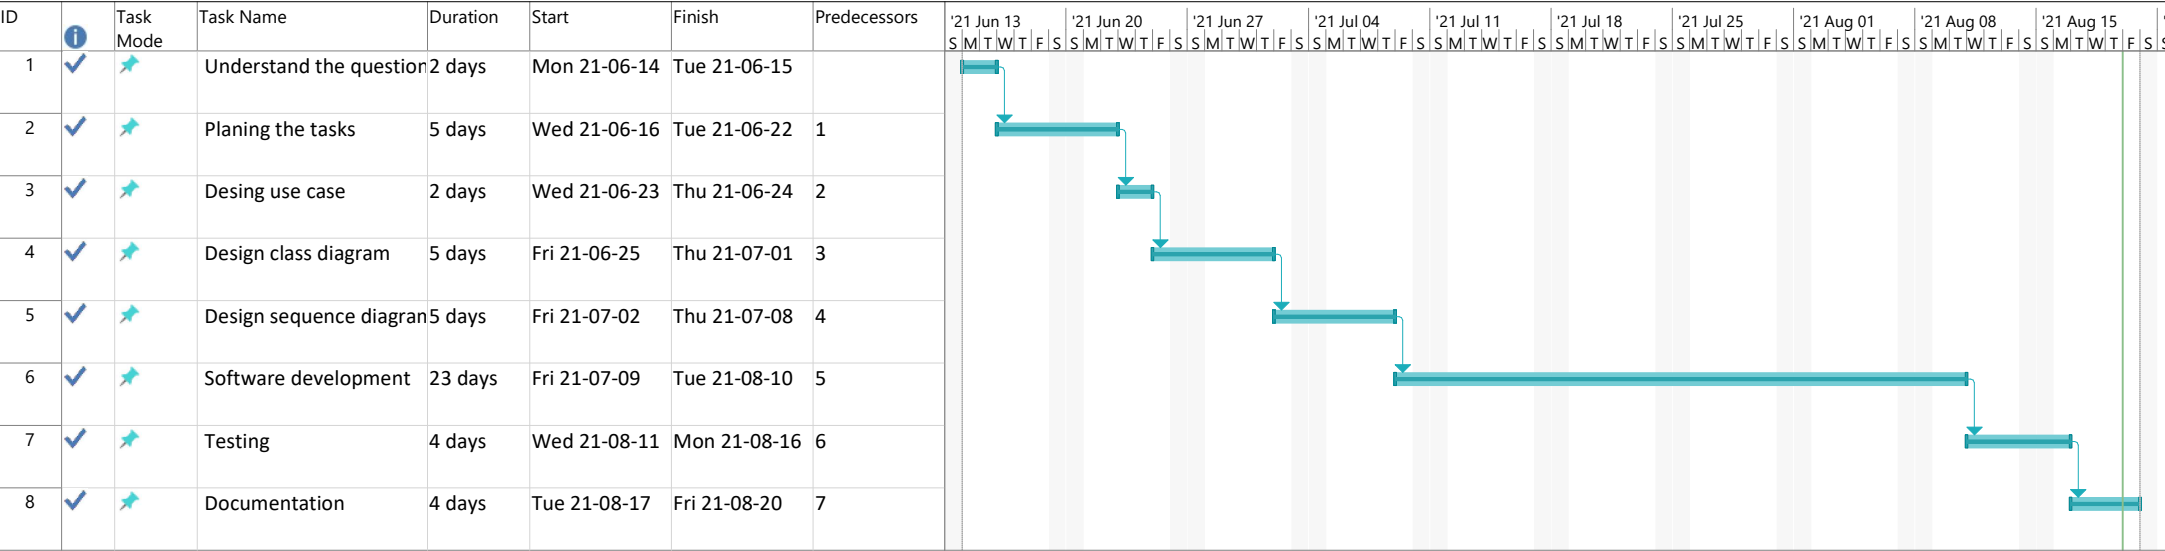 ID Task Mode Task Name Duration Start Finish Predecessors
'21 Jun 13 '21 Jun 20 '21 Jun 27 '21 Jul 04 '21 Jul 11 '21 Jul 18 '21 Jul 25 '21 Aug 01 '21 Aug 08 '21 Aug 15 '
S M T W T F S S M T W T F S S M T W T F S S M T W T F S S M T W T F S S M T W T F S S M T W T F S S M T W T F S S M T W T F S S M T W T F S S
1 Understand the question 2 days Mon 21-06-14 Tue 21-06-15
2 Planing the tasks 5 days Wed 21-06-16 Tue 21-06-22 1
3 Desing use case 2 days Wed 21-06-23 Thu 21-06-24 2
4 Design class diagram 5 days Fri 21-06-25 Thu 21-07-01 3
5 Design sequence diagram 5 days Fri 21-07-02 Thu 21-07-08 4
6 Software development 23 days Fri 21-07-09 Tue 21-08-10 5
7 Testing 4 days Wed 21-08-11 Mon 21-08-16 6
8 Documentation 4 days Tue 21-08-17 Fri 21-08-20 7